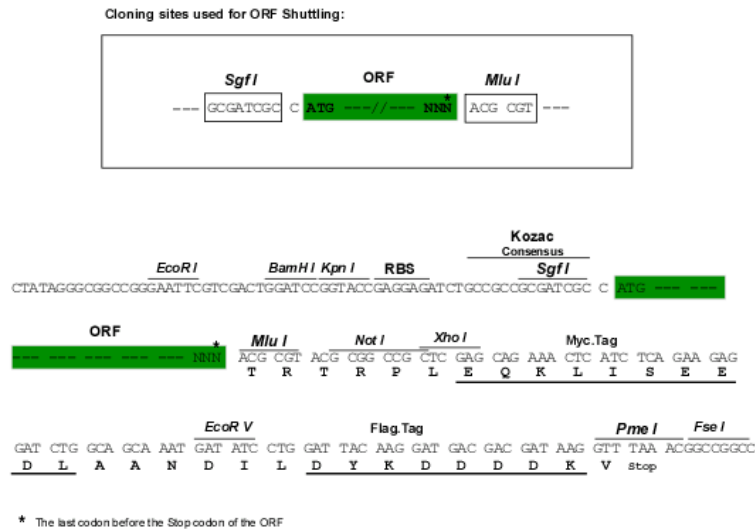 Cloning sites used for ORF Shuttling:
Sgf I ORF Mlu I
--- GCGATCGC C ATG ---//--- NNN* ACG CGT ---
Kozac
Consensus
EcoR I BamH I Kpn I RBS Sgf I
CTATAGGGCGGCCGGGAATTCGTCGACTGGATCCGGTACCGAGGAGATCTGCCGCCGCGATCGC C ATG --- ---
ORF Mlu I Not I Xho I Myc.Tag
--- --- --- --- --- --- NNN* ACG CGT ACG CGG CCG CTC GAG CAG AAA CTC ATC TCA GAA GAG
T R T R P L E Q K L I S E E
EcoR V Flag.Tag Pme I Fse I
GAT CTG GCA GCA AAT GAT ATC CTG GAT TAC AAG GAT GAC GAC GAT AAG GTT TAA ACGGCCGGCC
D L A A N D I L D Y K D D D D K V Stop
* The last codon before the Stop codon of the ORF